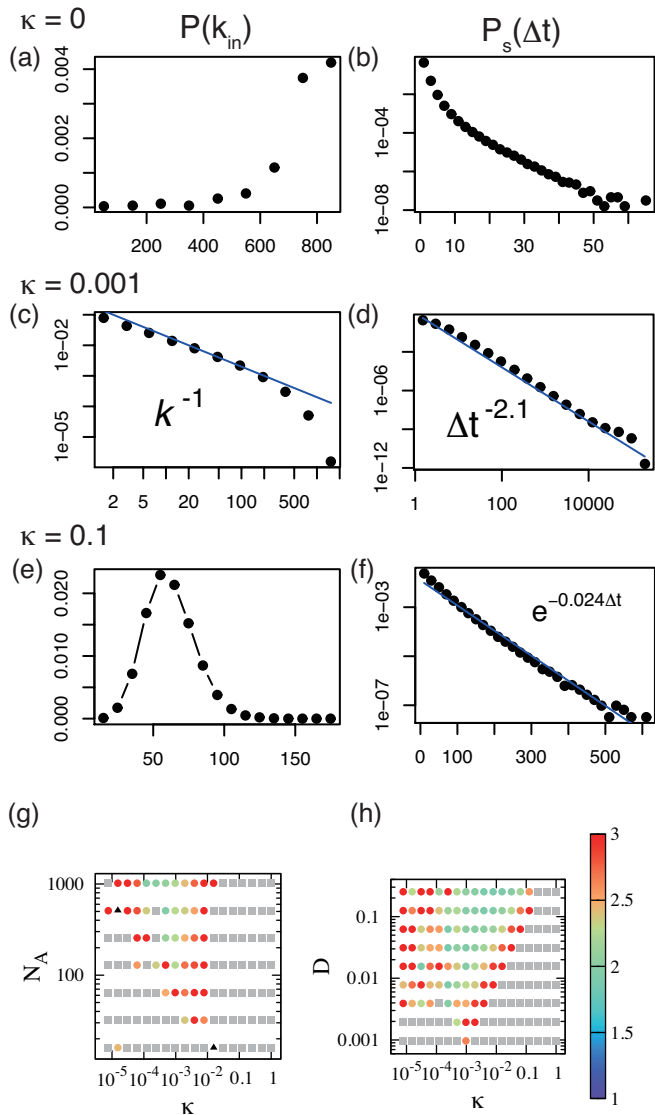 κ = 0
P(k_in)
P_s(Δt)
(a)
(b)
0.004
0.002
0.000
200 400 600 800
1e-04
1e-08
0 10 30 50
κ = 0.001
(c)
(d)
1e-02
1e-05
k^-1
2 5 20 100 500
1e-06
1e-12
Δt^-2.1
1 100 10000
κ = 0.1
(e)
(f)
0.020
0.010
0.000
50 100 150
1e-03
1e-07
e^-0.024Δt
0 100 300 500
(g)
(h)
N_A
1000
100
10^-5 10^-4 10^-3 10^-2 0.1 1
κ
D
0.1
0.01
0.001
10^-5 10^-4 10^-3 10^-2 0.1 1
κ
3
2.5
2
1.5
1